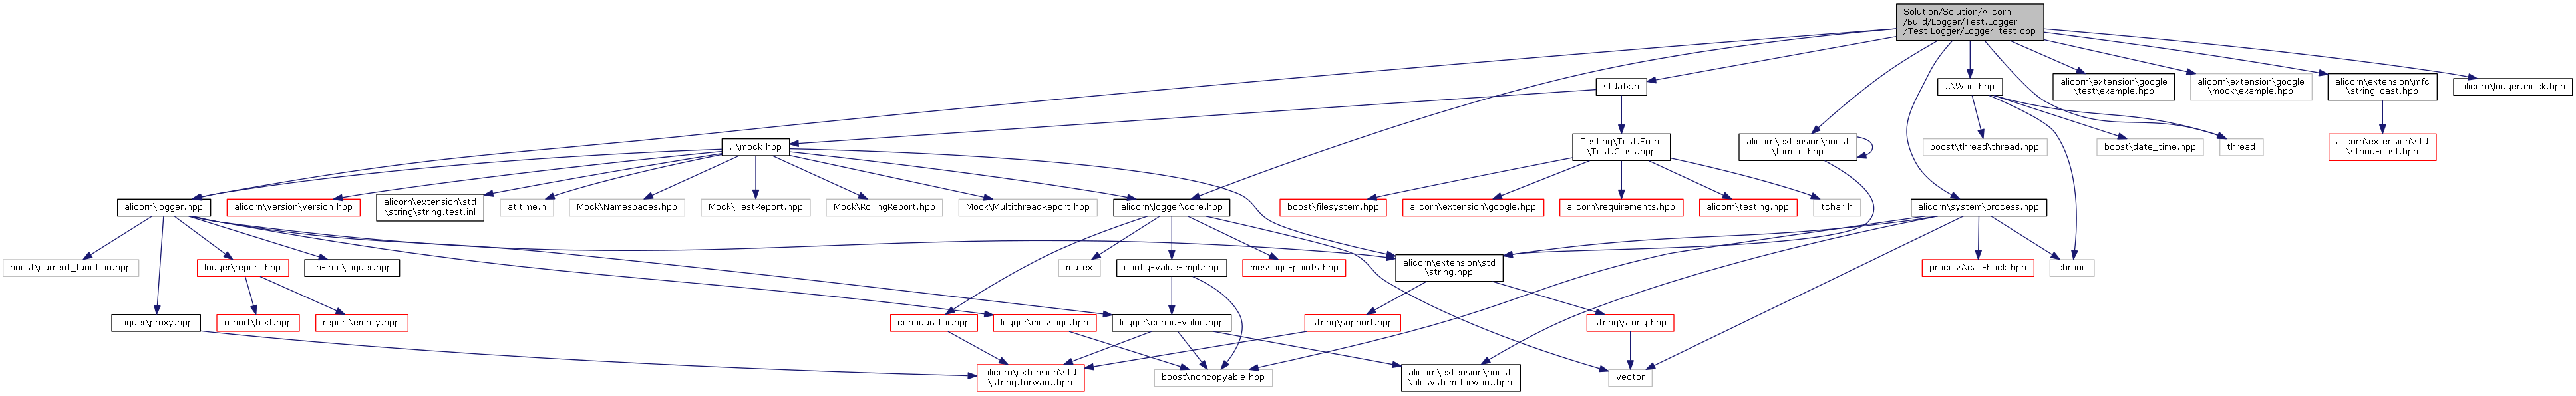 Solution/Solution/Alicorn
/Build/Logger/Test.Logger
/Test.Logger/Logger_test.cpp
stdafx.h
..\Wait.hpp
alicorn\extension\google
\test\example.hpp
alicorn\extension\google
\mock\example.hpp
alicorn\extension\mfc
\string-cast.hpp
alicorn\logger.mock.hpp
..\mock.hpp
Testing\Test.Front
\Test.Class.hpp
alicorn\extension\boost
\format.hpp
boost\thread\thread.hpp
boost\date_time.hpp
thread
alicorn\extension\std
\string-cast.hpp
alicorn\logger.hpp
alicorn\version\version.hpp
alicorn\extension\std
\string\string.test.inl
atltime.h
Mock\Namespaces.hpp
Mock\TestReport.hpp
Mock\RollingReport.hpp
Mock\MultithreadReport.hpp
alicorn\logger\core.hpp
boost\filesystem.hpp
alicorn\extension\google.hpp
alicorn\requirements.hpp
alicorn\testing.hpp
tchar.h
alicorn\system\process.hpp
boost\current_function.hpp
logger\report.hpp
lib-info\logger.hpp
mutex
config-value-impl.hpp
message-points.hpp
alicorn\extension\std
\string.hpp
process\call-back.hpp
chrono
logger\proxy.hpp
report\text.hpp
report\empty.hpp
configurator.hpp
logger\message.hpp
logger\config-value.hpp
string\support.hpp
string\string.hpp
alicorn\extension\std
\string.forward.hpp
boost\noncopyable.hpp
alicorn\extension\boost
\filesystem.forward.hpp
vector